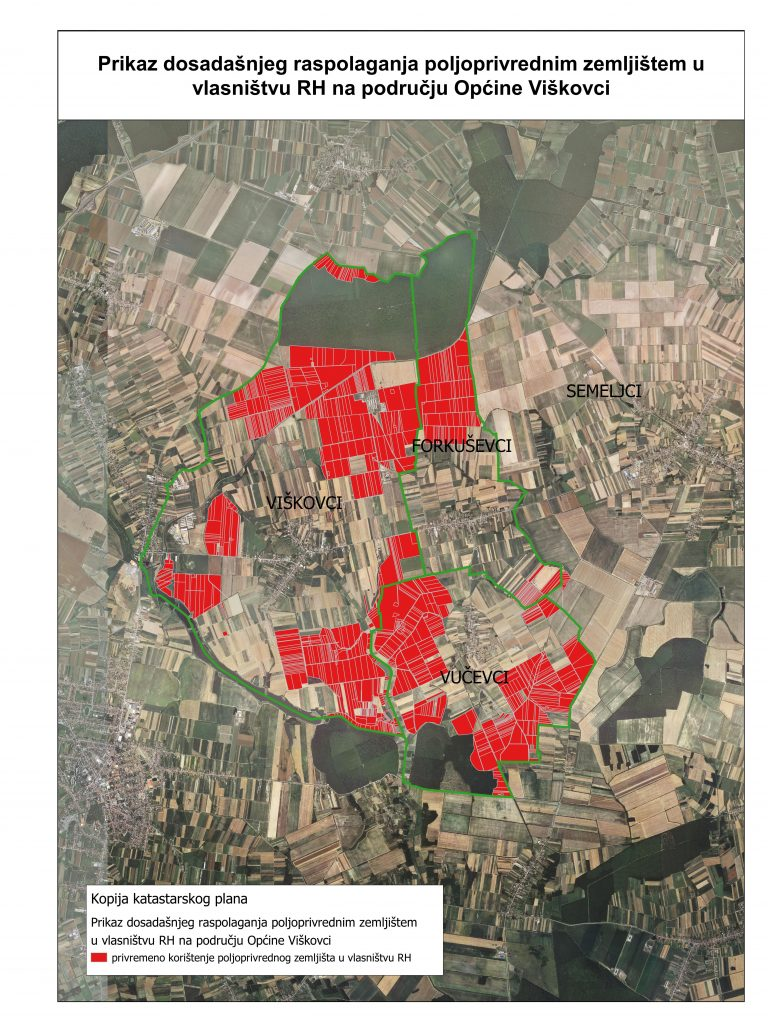 Prikaz dosadašnjeg raspolaganja poljoprivrednim zemljištem u
vlasništvu RH na području Općine Viškovci
SEMELJCI
FORKUŠEVCI
VIŠKOVCI
VUČEVCI
Kopija katastarskog plana
Prikaz dosadašnjeg raspolaganja poljoprivrednim zemljištem
u vlasništvu RH na području Općine Viškovci
privremeno korištenje poljoprivrednog zemljišta u vlasništvu RH